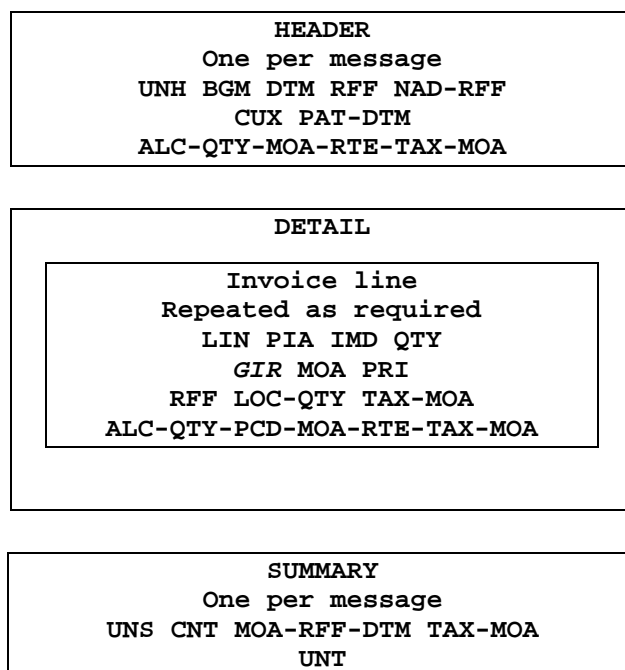 HEADER
One per message
UNH BGM DTM RFF NAD-RFF
CUX PAT-DTM
ALC-QTY-MOA-RTE-TAX-MOA
DETAIL
Invoice line
Repeated as required
LIN PIA IMD QTY
GIR MOA PRI
RFF LOC-QTY TAX-MOA
ALC-QTY-PCD-MOA-RTE-TAX-MOA
SUMMARY
One per message
UNS CNT MOA-RFF-DTM TAX-MOA
UNT